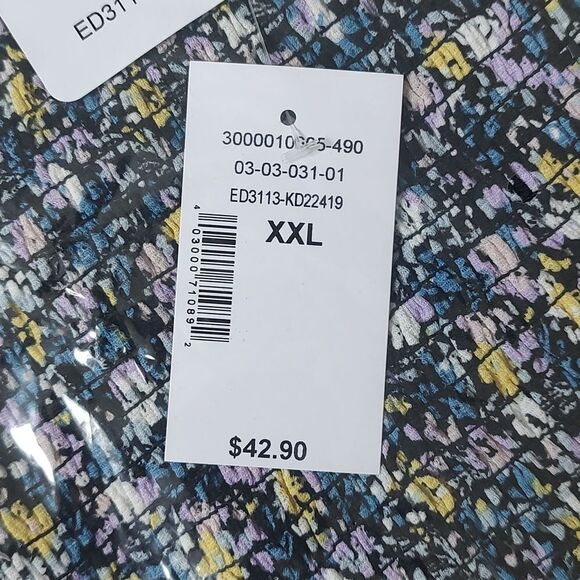 ED311
03-03-031-01
ED3113-KD22419
XXL
4 03000 71089 2
$42.90